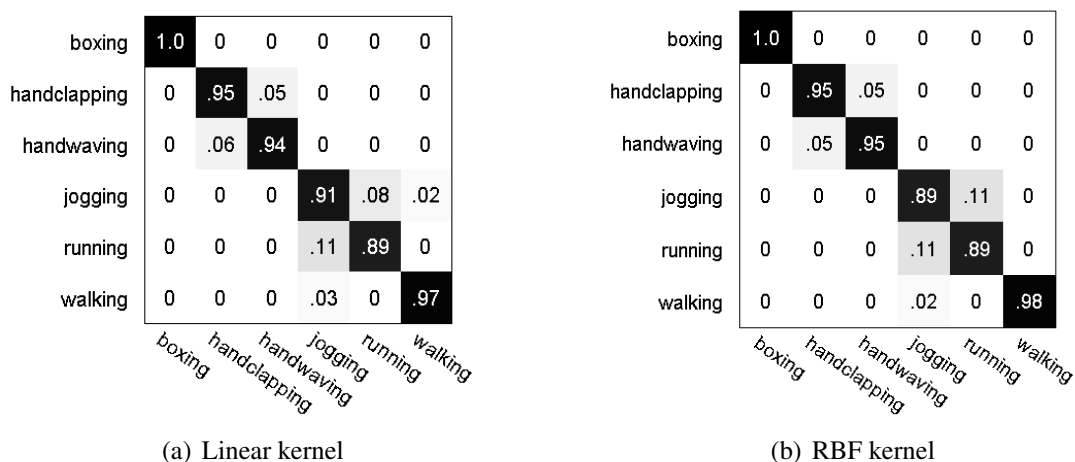 boxing 1.0 0 0 0 0 0
handclapping 0 .95 .05 0 0 0
handwaving 0 .06 .94 0 0 0
jogging 0 0 0 .91 .08 .02
running 0 0 0 .11 .89 0
walking 0 0 0 .03 0 .97
boxing handclapping handwaving jogging running walking
(a) Linear kernel
boxing 1.0 0 0 0 0 0
handclapping 0 .95 .05 0 0 0
handwaving 0 .05 .95 0 0 0
jogging 0 0 0 .89 .11 0
running 0 0 0 .11 .89 0
walking 0 0 0 .02 0 .98
boxing handclapping handwaving jogging running walking
(b) RBF kernel